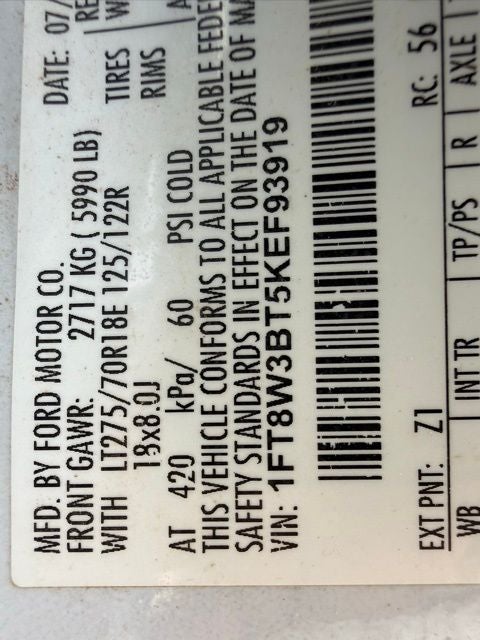 MFD. BY FORD MOTOR CO.
DATE: 07/
FRONT GAWR: 2717 KG ( 5990 LB)
WITH LT275/70R18E 125/122R TIRES
18x8.0J RIMS
AT 420 kPa/ 60 PSI COLD
THIS VEHICLE CONFORMS TO ALL APPLICABLE FEDE
SAFETY STANDARDS IN EFFECT ON THE DATE OF MA
VIN: 1FT8W3BT5KEF93919
EXT PNT: Z1 RC: 56
WB INT TR TP/PS R AXLE